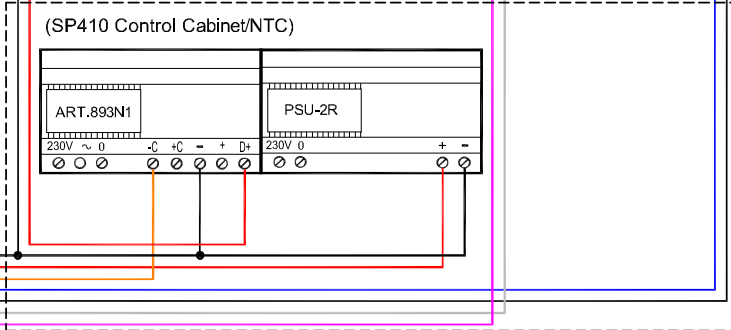 (SP410 Control Cabinet/NTC)
ART.893N1
PSU-2R
230V ~ 0 -C +C - + D+
230V 0 + -